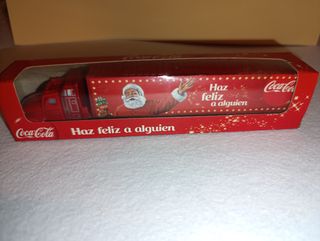 Haz
feliz
a alguien
Coca-Cola
Coca-Cola
Haz feliz a alguien